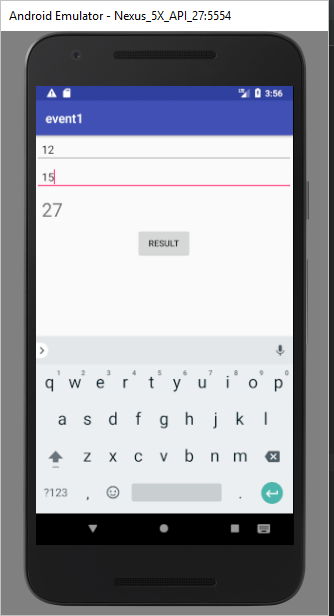 Android Emulator - Nexus_5X_API_27:5554
3:56
event1
12
15
27
RESULT
1 2 3 4 5 6 7 8 9 0
q w e r t y u i o p
a s d f g h j k l
z x c v b n m
?123 , .